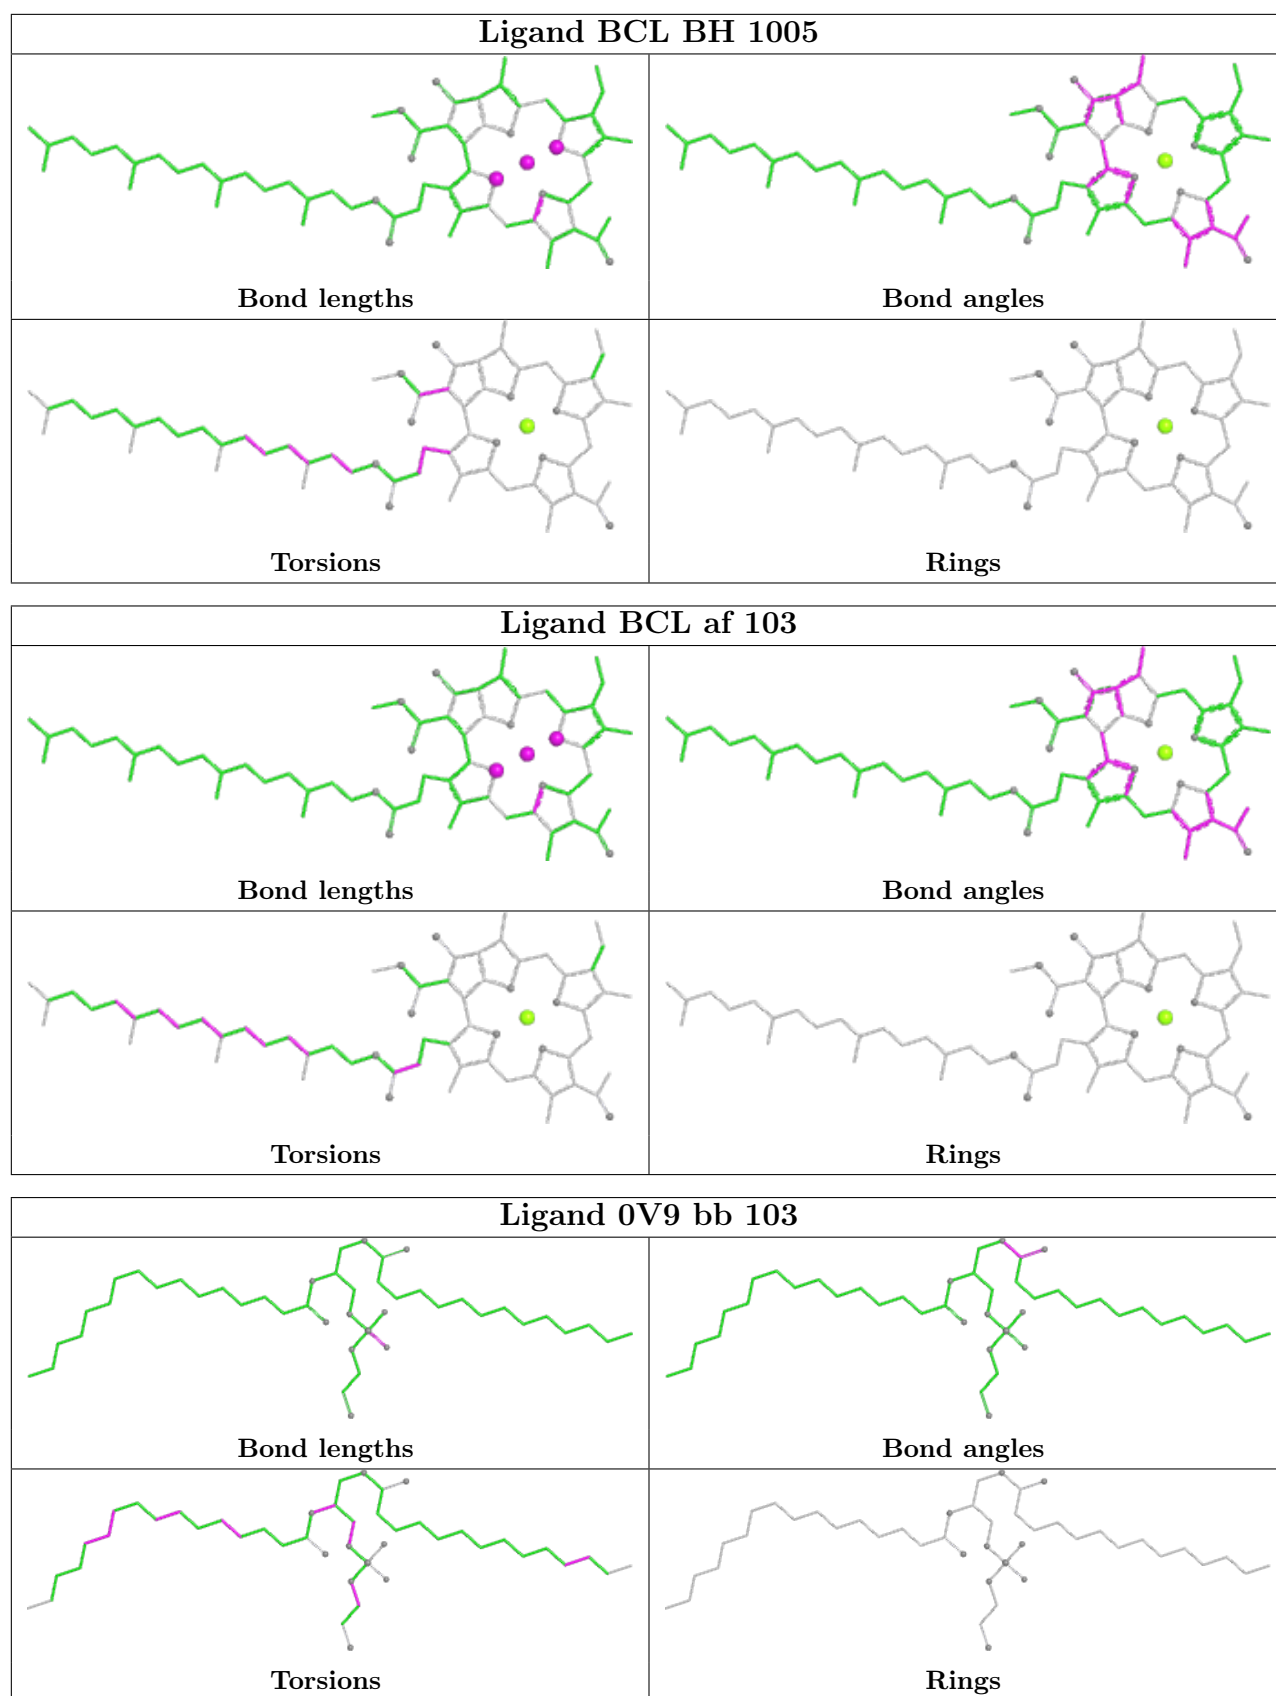 Ligand BCL BH 1005
Bond lengths
Bond angles
Torsions
Rings
Ligand BCL af 103
Bond lengths
Bond angles
Torsions
Rings
Ligand 0V9 bb 103
Bond lengths
Bond angles
Torsions
Rings